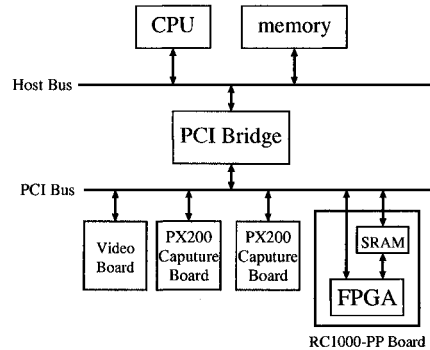 CPU
memory
Host Bus
PCI Bridge
PCI Bus
Video
Board
PX200
Caputure
Board
PX200
Caputure
Board
SRAM
FPGA
RC1000-PP Board